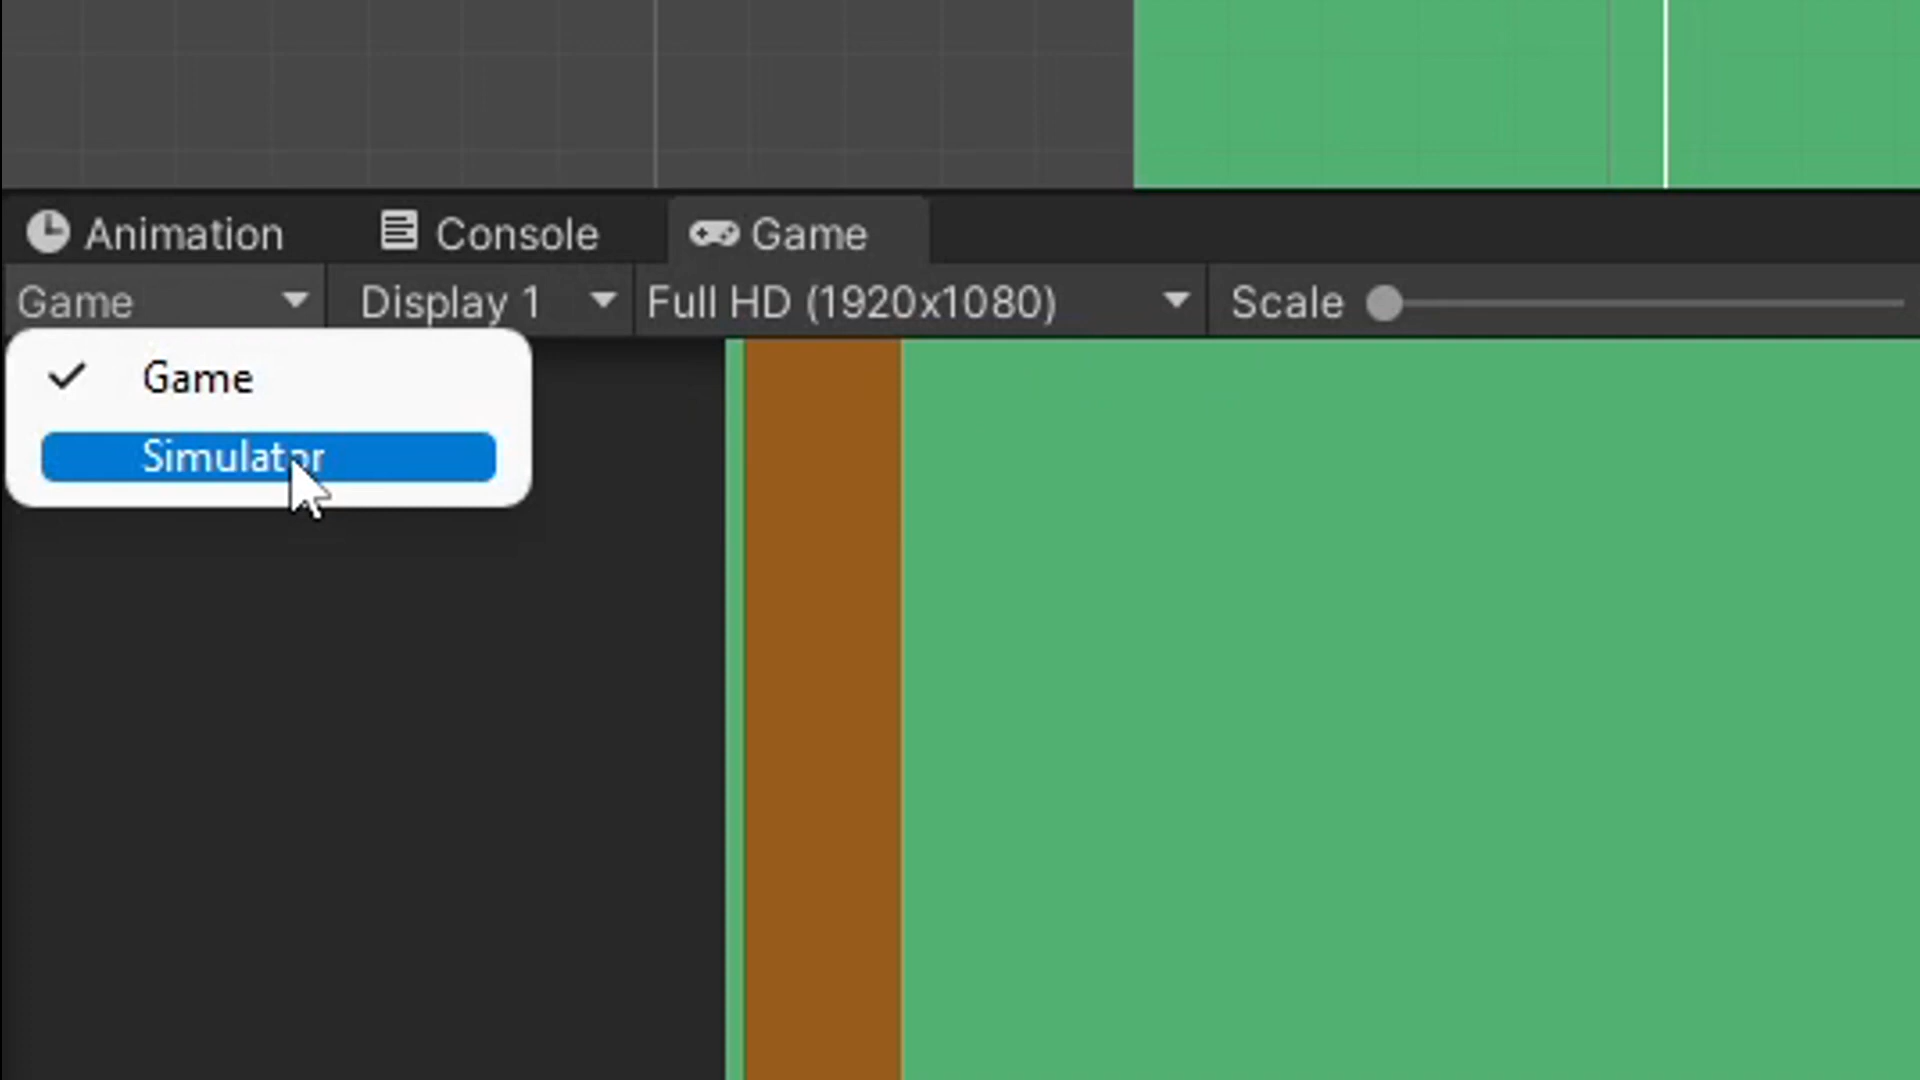 Animation Console Game
Game Display 1 Full HD (1920x1080) Scale
Game
Simulator